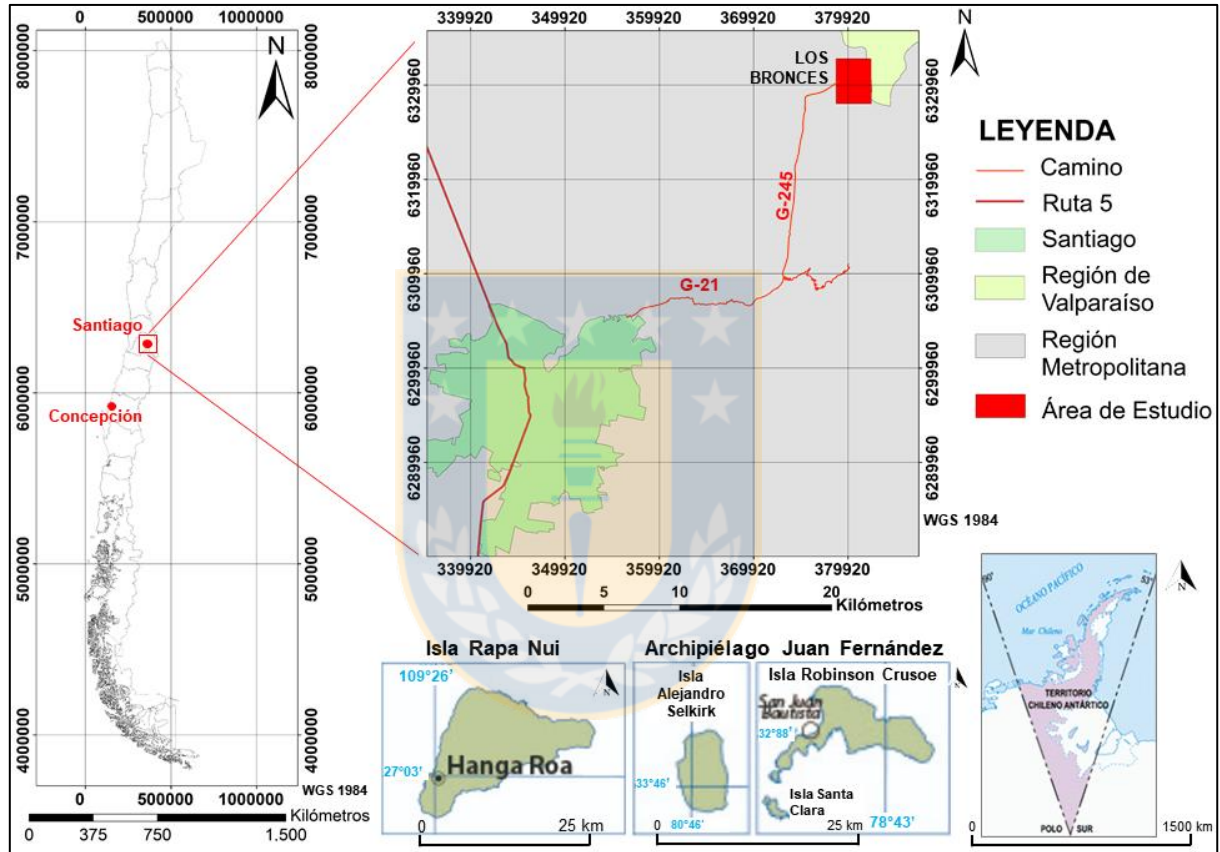 0 500000 1000000
8000000
7000000
6000000
5000000
4000000
N
Santiago
Concepción
8000000
7000000
6000000
5000000
4000000
0 500000 1000000
WGS 1984
Kilómetros
0 375 750 1.500
339920 349920 359920 369920 379920
6329960
6319960
6309960
6299960
6289960
LOS
BRONCES
G-245
G-21
6329960
6319960
6309960
6299960
6289960
339920 349920 359920 369920 379920
WGS 1984
0 5 10 20
Kilómetros
N
LEYENDA
Camino
Ruta 5
Santiago
Región de
Valparaíso
Región
Metropolitana
Área de Estudio
Isla Rapa Nui
109°26'
N
27°03'
Hanga Roa
0 25 km
Archipiélago Juan Fernández
Isla
Alejandro
Selkirk
33°46'
80°46'
Isla Robinson Crusoe
N
San Juan
Bautista
32°88'
Isla Santa
Clara
78°43'
0 25 km
N
90°
53°
OCÉANO PACÍFICO
Mar Chileno
TERRITORIO
CHILENO ANTÁRTICO
POLO SUR
0 1500 km